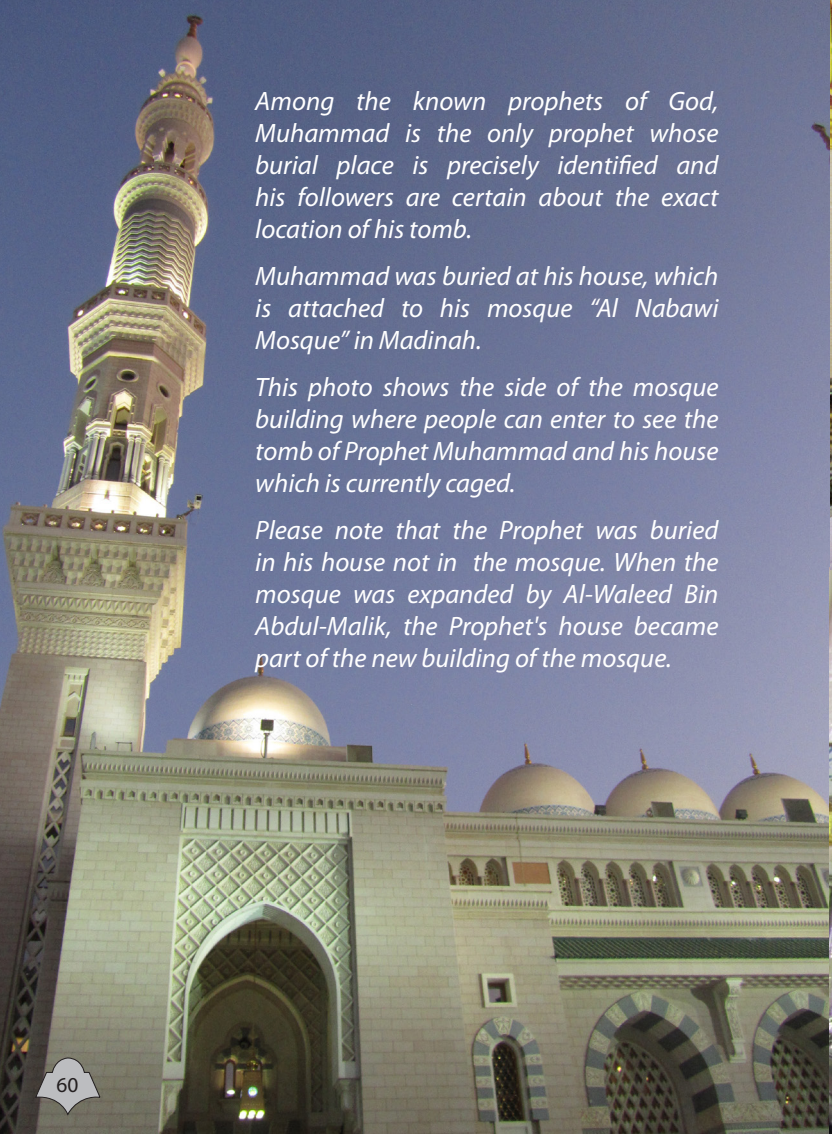 Among the known prophets of God,
Muhammad is the only prophet whose
burial place is precisely identified and
his followers are certain about the exact
location of his tomb.
Muhammad was buried at his house, which
is attached to his mosque “Al Nabawi
Mosque” in Madinah.
This photo shows the side of the mosque
building where people can enter to see the
tomb of Prophet Muhammad and his house
which is currently caged.
Please note that the Prophet was buried
in his house not in the mosque. When the
mosque was expanded by Al-Waleed Bin
Abdul-Malik, the Prophet's house became
part of the new building of the mosque.
60